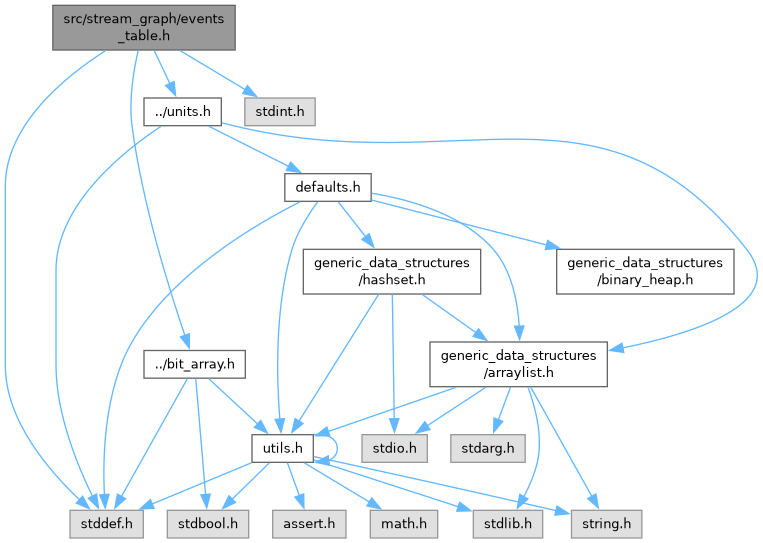 src/stream_graph/events
_table.h
../units.h
stdint.h
defaults.h
generic_data_structures
/hashset.h
generic_data_structures
/binary_heap.h
../bit_array.h
generic_data_structures
/arraylist.h
utils.h
stdio.h
stdarg.h
stddef.h
stdbool.h
assert.h
math.h
stdlib.h
string.h